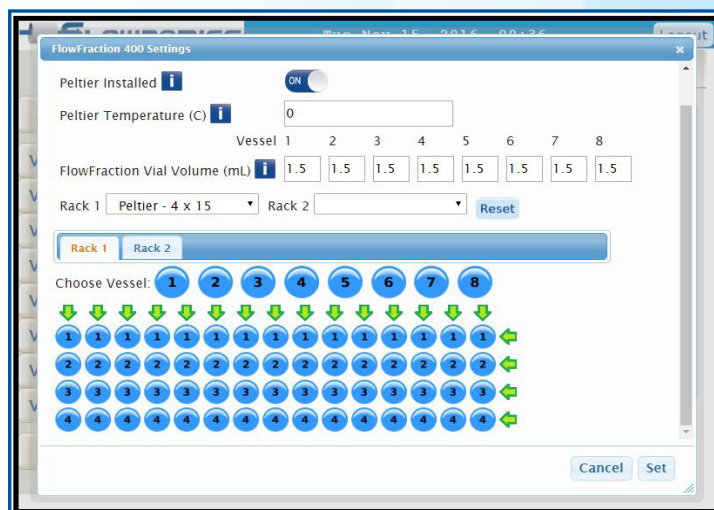 Tue Nov 15, 2016 00:36
FlowFraction 400 Settings ×
Peltier Installed i ON
Peltier Temperature (C) i 0
Vessel 1 2 3 4 5 6 7 8
FlowFraction Vial Volume (mL) i 1.5 1.5 1.5 1.5 1.5 1.5 1.5 1.5
Rack 1 Peltier - 4 x 15 Rack 2 Reset
Rack 1 Rack 2
Choose Vessel: 1 2 3 4 5 6 7 8
1 1 1 1 1 1 1 1 1 1 1 1 1 1 1
2 2 2 2 2 2 2 2 2 2 2 2 2 2 2
3 3 3 3 3 3 3 3 3 3 3 3 3 3 3
4 4 4 4 4 4 4 4 4 4 4 4 4 4 4
Cancel Set